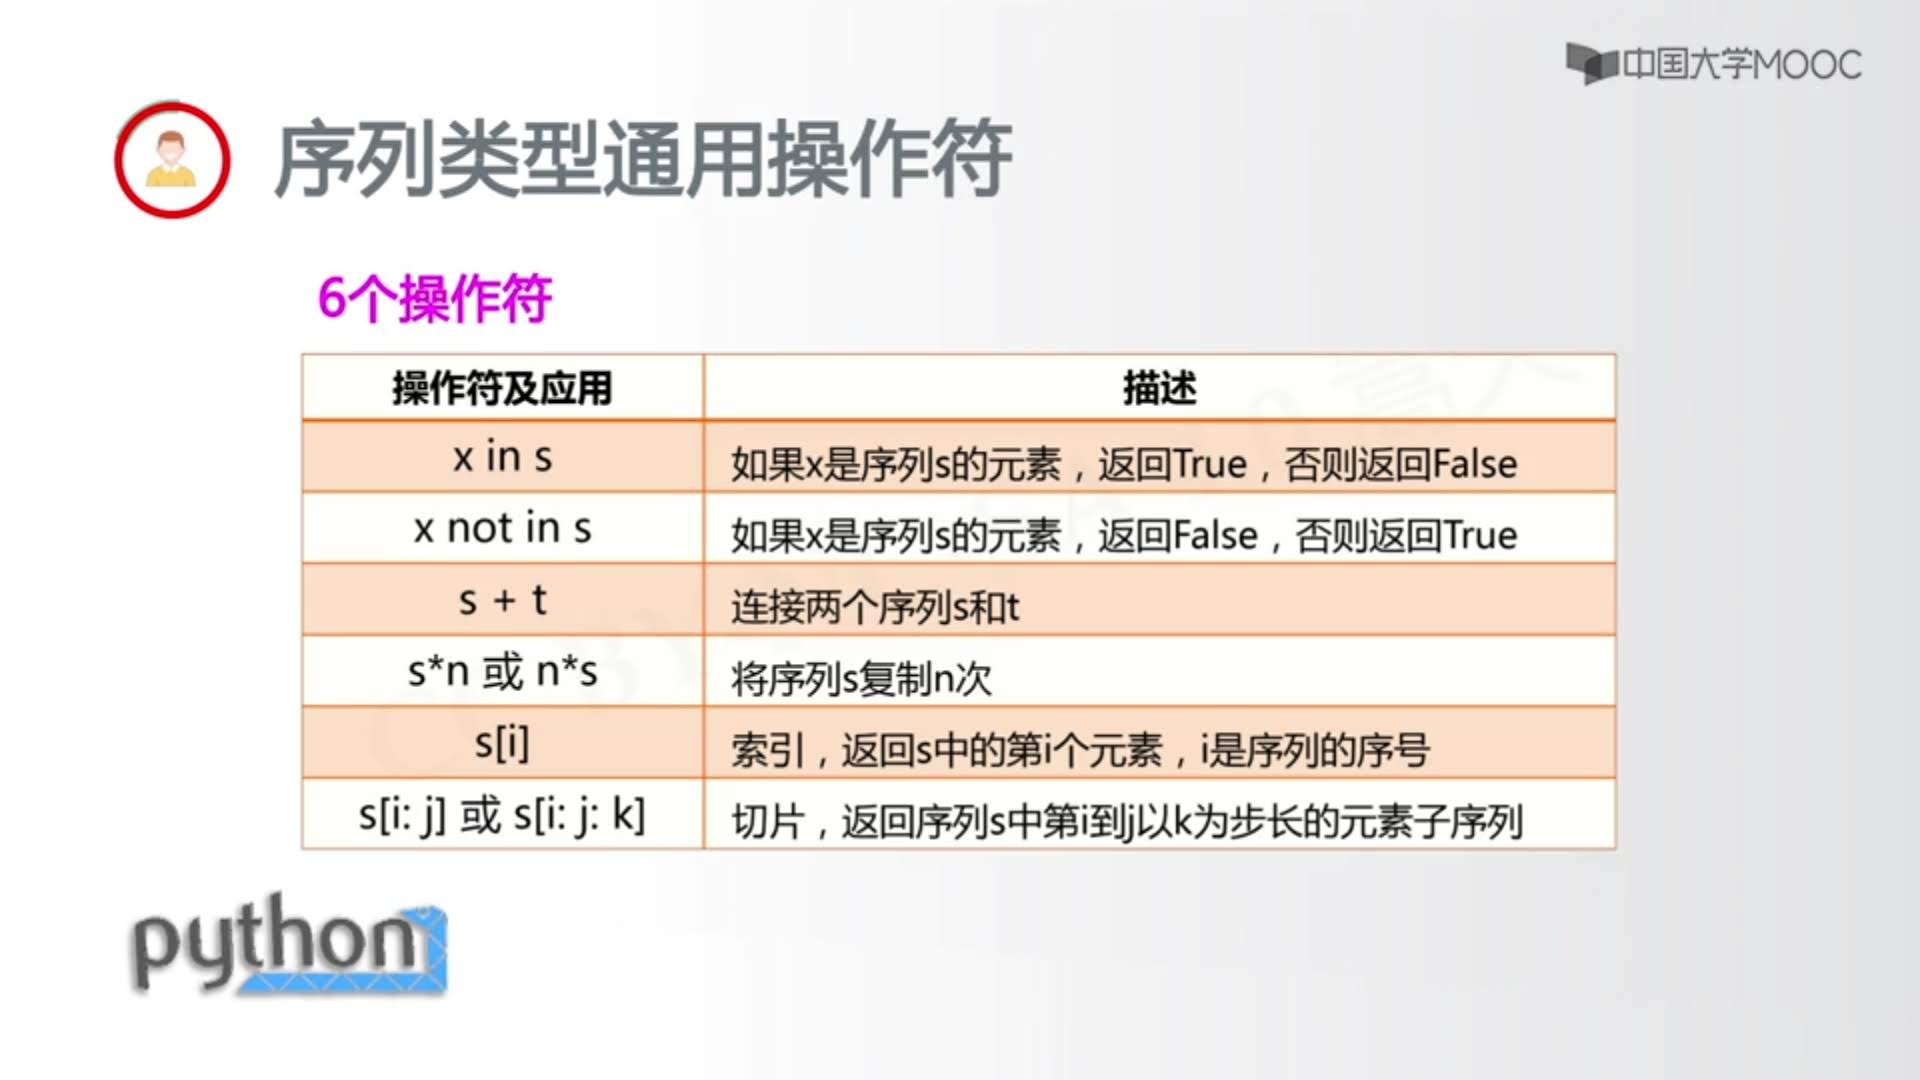 中国大学MOOC
序列类型通用操作符
6个操作符
操作符及应用 描述
x in s 如果x是序列s的元素，返回True，否则返回False
x not in s 如果x是序列s的元素，返回False，否则返回True
s + t 连接两个序列s和t
s*n 或 n*s 将序列s复制n次
s[i] 索引，返回s中的第i个元素，i是序列的序号
s[i: j] 或 s[i: j: k] 切片，返回序列s中第i到j以k为步长的元素子序列
python